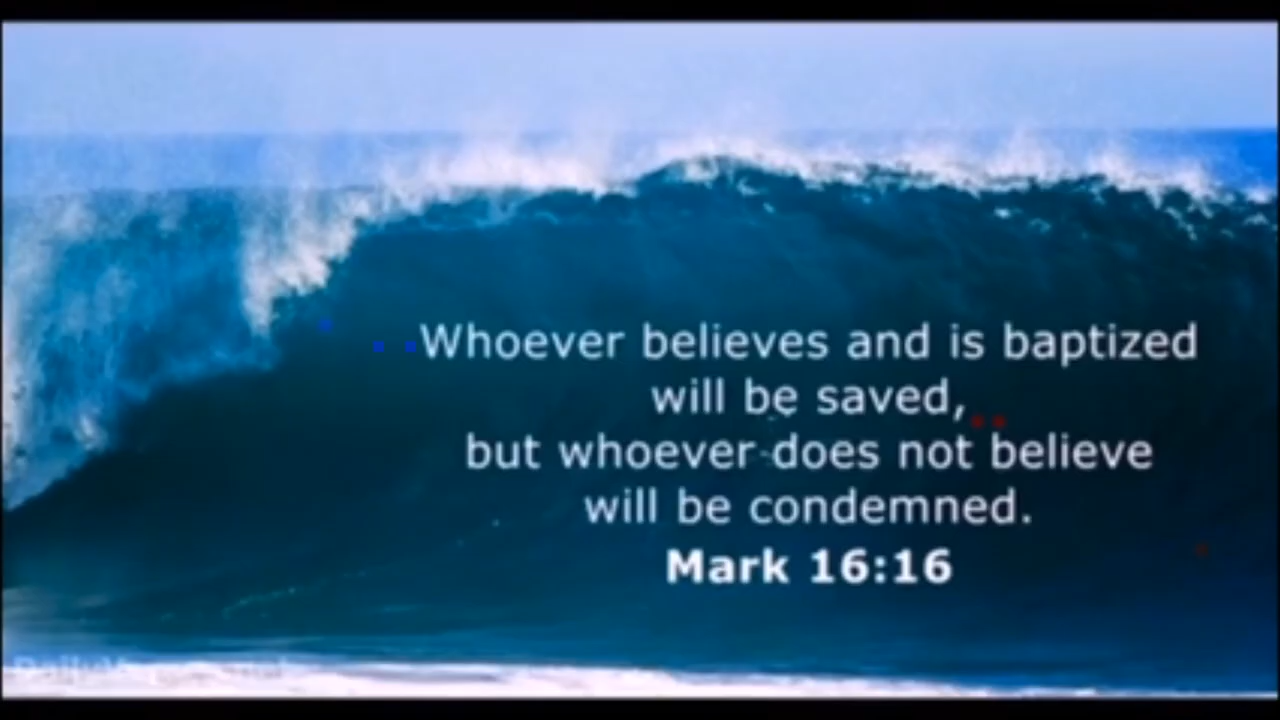 Whoever believes and is baptized
will be saved,
but whoever does not believe
will be condemned.
Mark 16:16